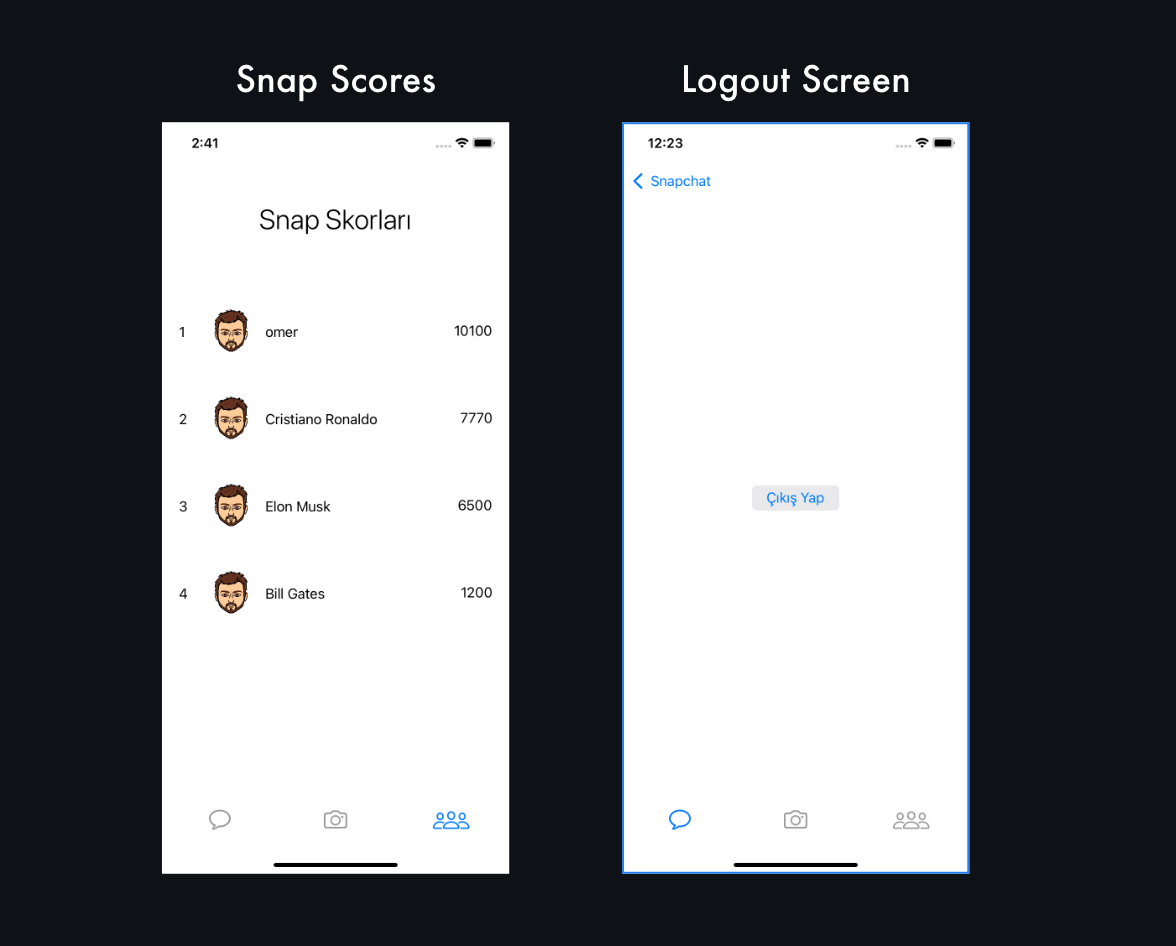 Snap Scores
2:41
Snap Skorları
1 omer 10100
2 Cristiano Ronaldo 7770
3 Elon Musk 6500
4 Bill Gates 1200
Logout Screen
12:23
Snapchat
Çıkış Yap